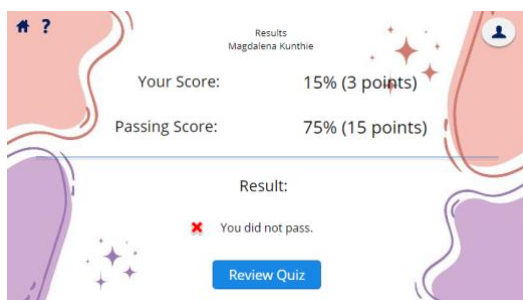 ?
Results
Magdalena Kunthie
Your Score: 15% (3 points)
Passing Score: 75% (15 points)
Result:
You did not pass.
Review Quiz